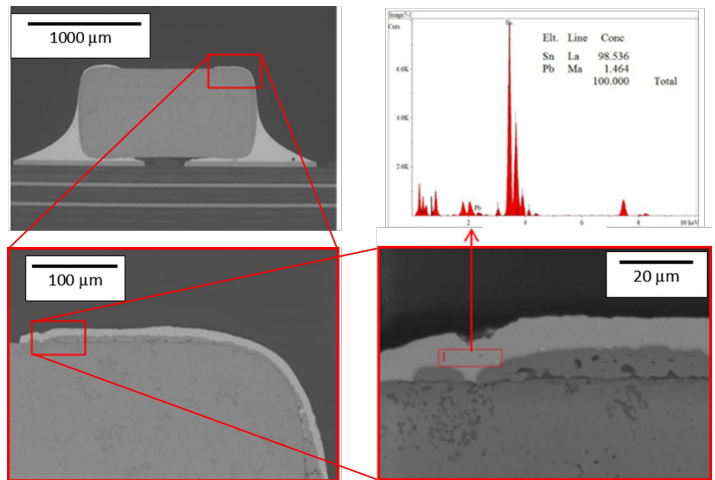 1000 µm
Image7-1
Cnts
Sn
Elt. Line Conc
Sn La 98.536
Pb Ma 1.464
100.000 Total
6.0K
4.0K
2.0K
Pb
2 4 6 8 10 keV
100 µm
20 µm
1